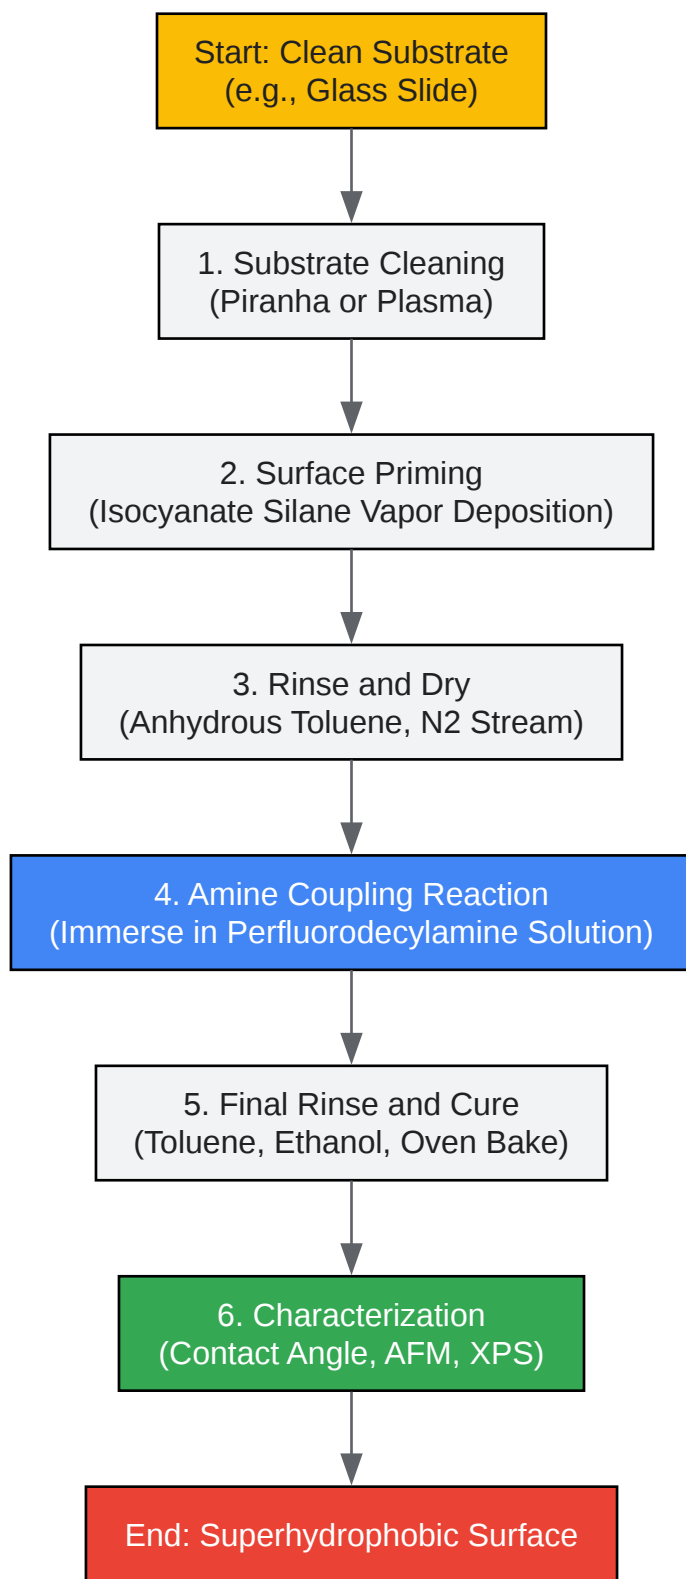 Start: Clean Substrate
(e.g., Glass Slide)
1. Substrate Cleaning
(Piranha or Plasma)
2. Surface Priming
(Isocyanate Silane Vapor Deposition)
3. Rinse and Dry
(Anhydrous Toluene, N2 Stream)
4. Amine Coupling Reaction
(Immerse in Perfluorodecylamine Solution)
5. Final Rinse and Cure
(Toluene, Ethanol, Oven Bake)
6. Characterization
(Contact Angle, AFM, XPS)
End: Superhydrophobic Surface